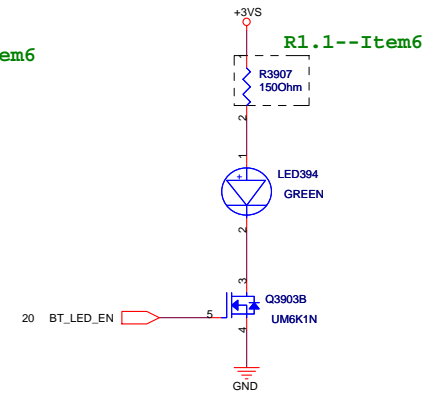 +3VS
R1.1--Item6
em6
1
R3907
150Ohm
2
1
LED394
+
GREEN
2
3
Q3903B
UM6K1N
20 BT_LED_EN
5
4
GND